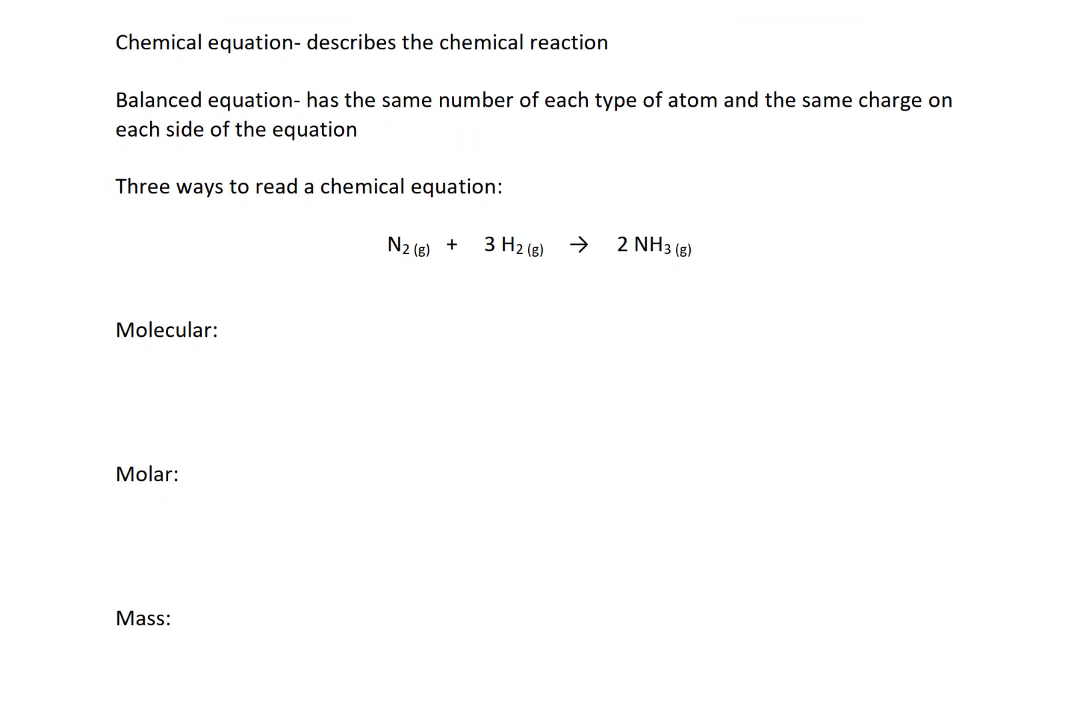 Chemical equation- describes the chemical reaction
Balanced equation- has the same number of each type of atom and the same charge on
each side of the equation
Three ways to read a chemical equation:
N₂ (g) + 3 H₂ (g) → 2 NH₃ (g)
Molecular:
Molar:
Mass: